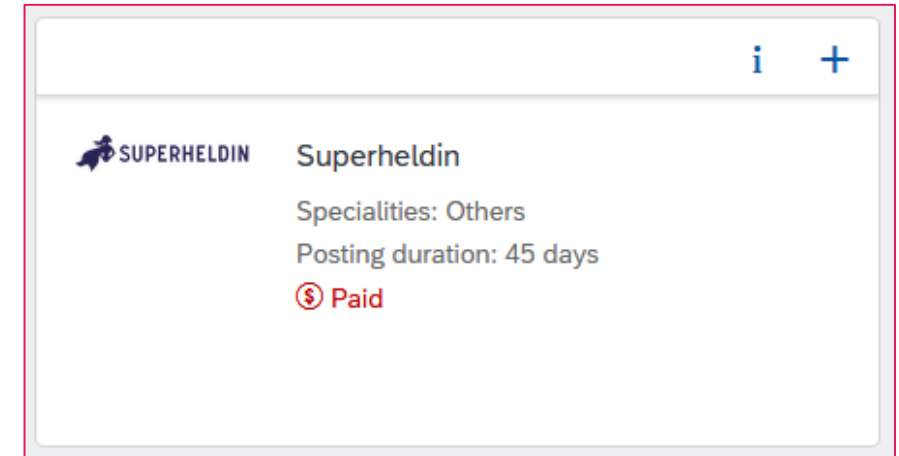 i +
SUPERHELDIN
Superheldin
Specialities: Others
Posting duration: 45 days
$ Paid